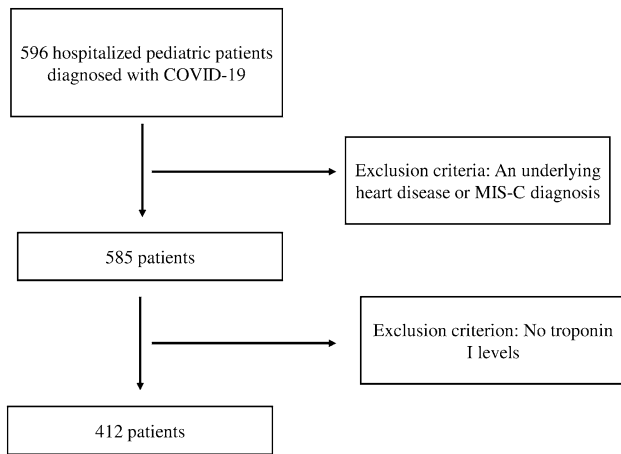 596 hospitalized pediatric patients
diagnosed with COVID-19
Exclusion criteria: An underlying
heart disease or MIS-C diagnosis
585 patients
Exclusion criterion: No troponin
I levels
412 patients